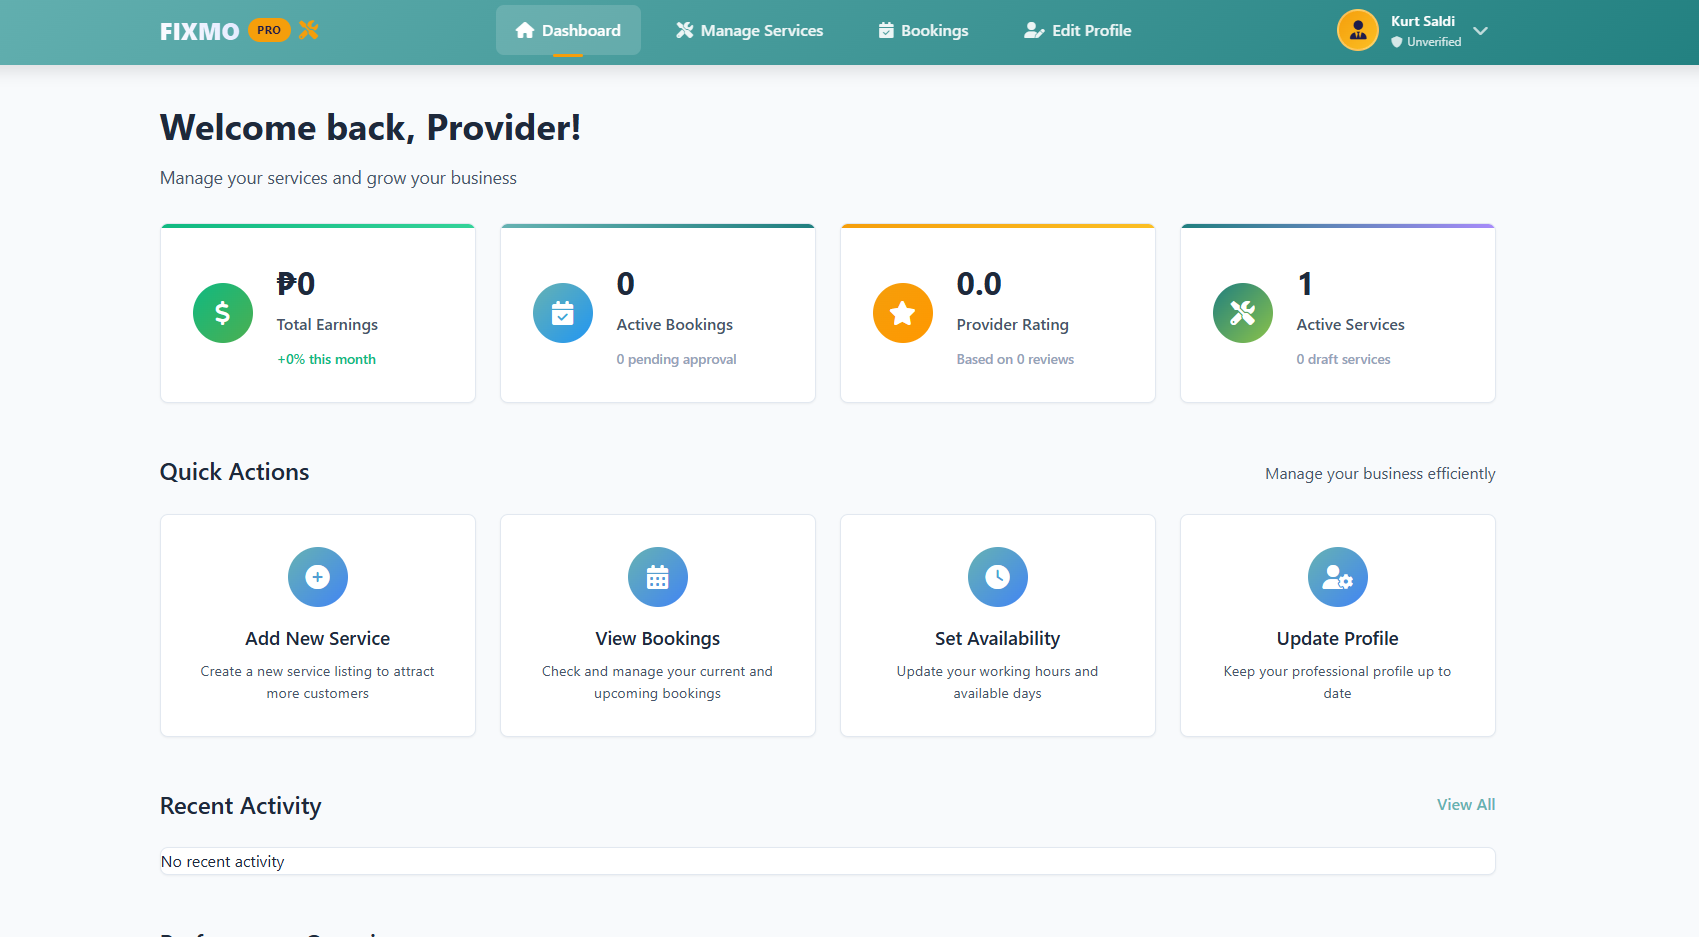 FIXMO PRO
Dashboard
Manage Services
Bookings
Edit Profile
Kurt Saldi
Unverified
Welcome back, Provider!
Manage your services and grow your business
₱0
Total Earnings
+0% this month
0
Active Bookings
0 pending approval
0.0
Provider Rating
Based on 0 reviews
1
Active Services
0 draft services
Quick Actions
Manage your business efficiently
Add New Service
Create a new service listing to attract
more customers
View Bookings
Check and manage your current and
upcoming bookings
Set Availability
Update your working hours and
available days
Update Profile
Keep your professional profile up to
date
Recent Activity
View All
No recent activity